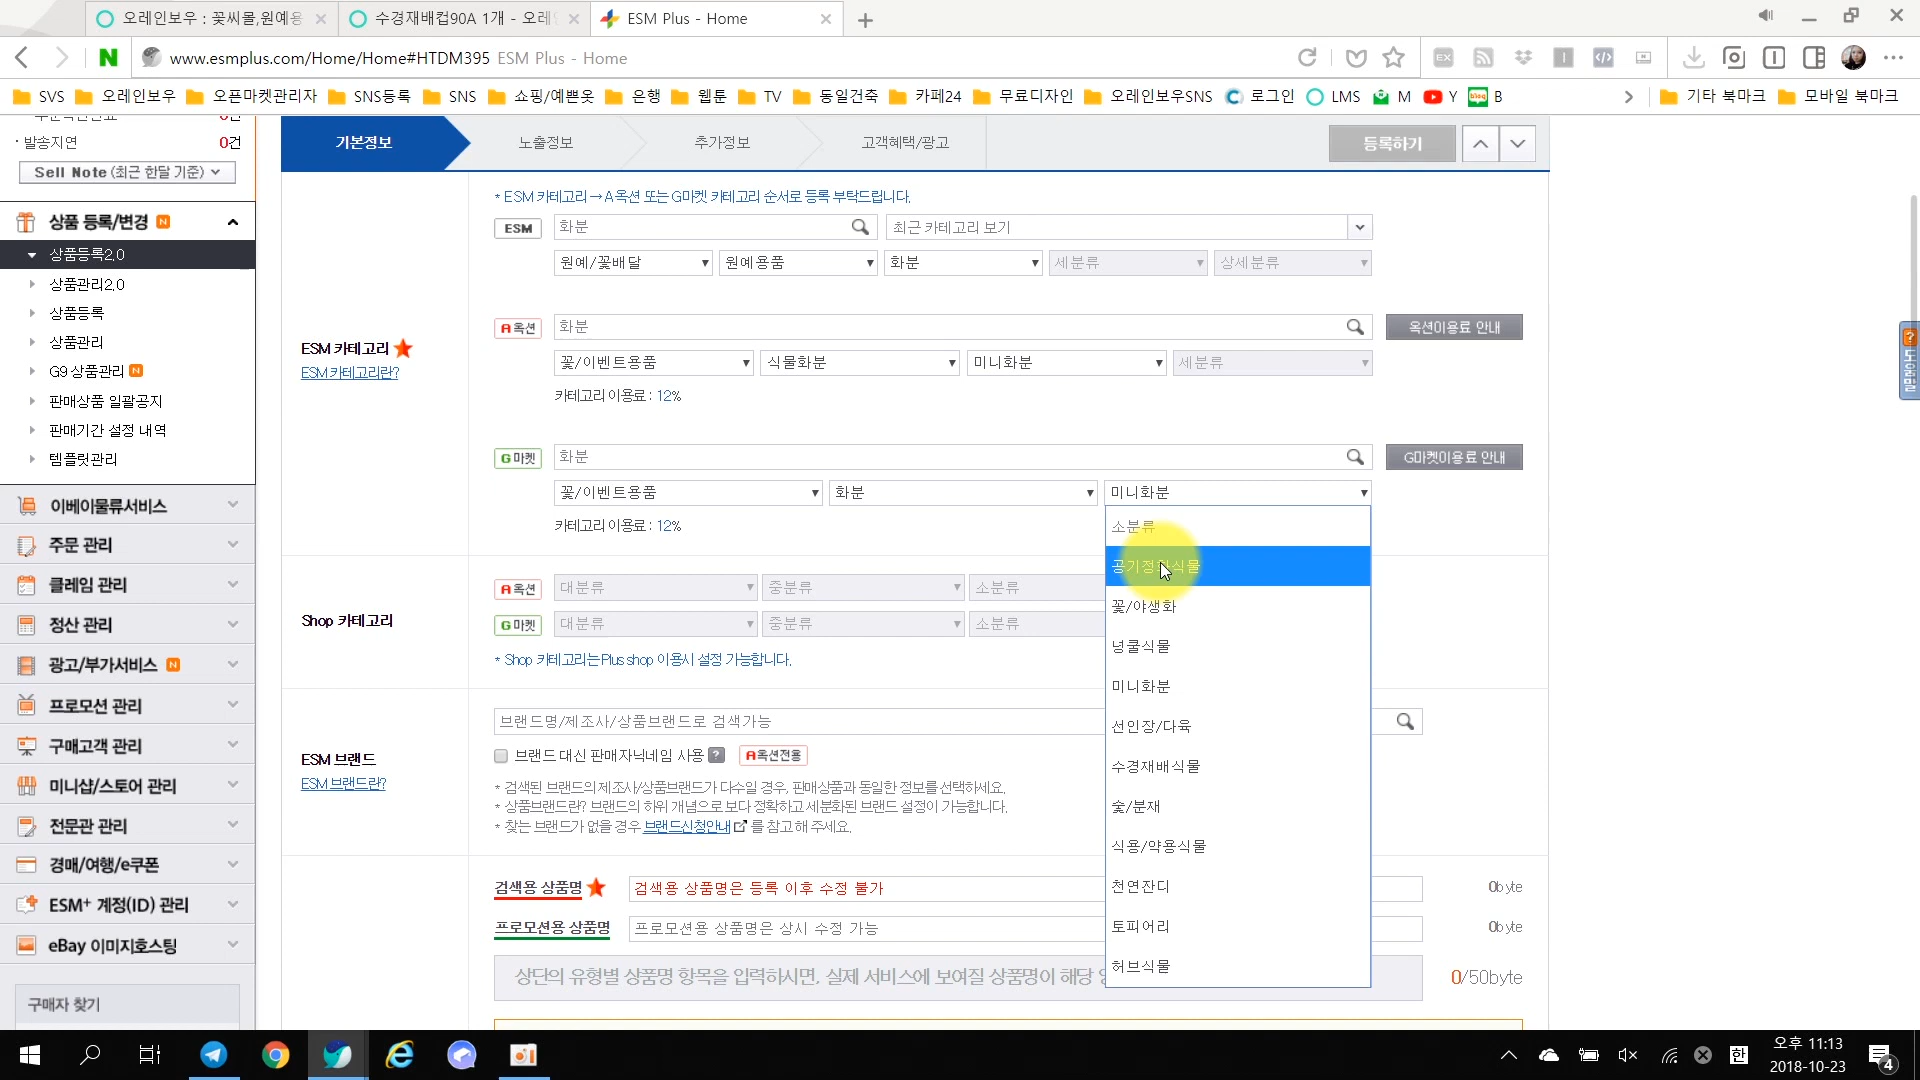 오레인보우 : 꽃씨몰,원예용
수경재배컵90A 1개 - 오레인
ESM Plus - Home
www.esmplus.com/Home/Home#HTDM395 ESM Plus - Home
SVS 오레인보우 오픈마켓관리자 SNS등록 SNS 쇼핑/예쁜옷 은행 웹툰 TV 동일건축 카페24 무료디자인 오레인보우SNS 로그인 LMS M Y B 기타 북마크 모바일 북마크
0건
· 발송지연 0건
Sell Note (최근 한달 기준)
상품 등록/변경 N
상품등록2.0
상품관리2.0
상품등록
상품관리
G9 상품관리 N
판매상품 일괄공지
판매기간 설정 내역
템플릿관리
이베이물류서비스
주문 관리
클레임 관리
정산 관리
광고/부가서비스 N
프로모션 관리
구매고객 관리
미니샵/스토어 관리
전문관 관리
경매/여행/e쿠폰
ESM+ 계정(ID) 관리
eBay 이미지호스팅
구매자 찾기
기본정보 노출정보 추가정보 고객혜택/광고 등록하기
ESM 카테고리
ESM 카테고리란?
* ESM 카테고리 → A옥션 또는 G마켓 카테고리 순서로 등록 부탁드립니다.
ESM 화분 최근 카테고리 보기
원예/꽃배달 원예용품 화분 세분류 상세분류
A옥션 화분 옥션이용료 안내
꽃/이벤트용품 식물화분 미니화분 세분류
카테고리 이용료 : 12%
G마켓 화분 G마켓이용료 안내
꽃/이벤트용품 화분 미니화분
카테고리 이용료 : 12%
소분류
공기정화식물
꽃/야생화
넝쿨식물
미니화분
선인장/다육
수경재배식물
숯/분재
식용/약용식물
천연잔디
토피어리
허브식물
Shop 카테고리
A옥션 대분류 중분류 소분류
G마켓 대분류 중분류 소분류
* Shop 카테고리는 Plus shop 이용시 설정 가능합니다.
ESM 브랜드
ESM 브랜드란?
브랜드명/제조사/상품브랜드로 검색가능
브랜드 대신 판매자닉네임 사용 ? A옥션전용
* 검색된 브랜드의 제조사/상품브랜드가 다수일 경우, 판매상품과 동일한 정보를 선택하세요.
* 상품브랜드란? 브랜드의 하위 개념으로 보다 정확하고 세분화된 브랜드 설정이 가능합니다.
* 찾는 브랜드가 없을 경우 브랜드신청안내 를 참고해 주세요.
검색용 상품명 검색용 상품명은 등록 이후 수정 불가 0byte
프로모션용 상품명 프로모션용 상품명은 상시 수정 가능 0byte
상단의 유형별 상품명 항목을 입력하시면, 실제 서비스에 보여질 상품명이 해당 0/50byte
? 도움말
한
오후 11:13
2018-10-23
4